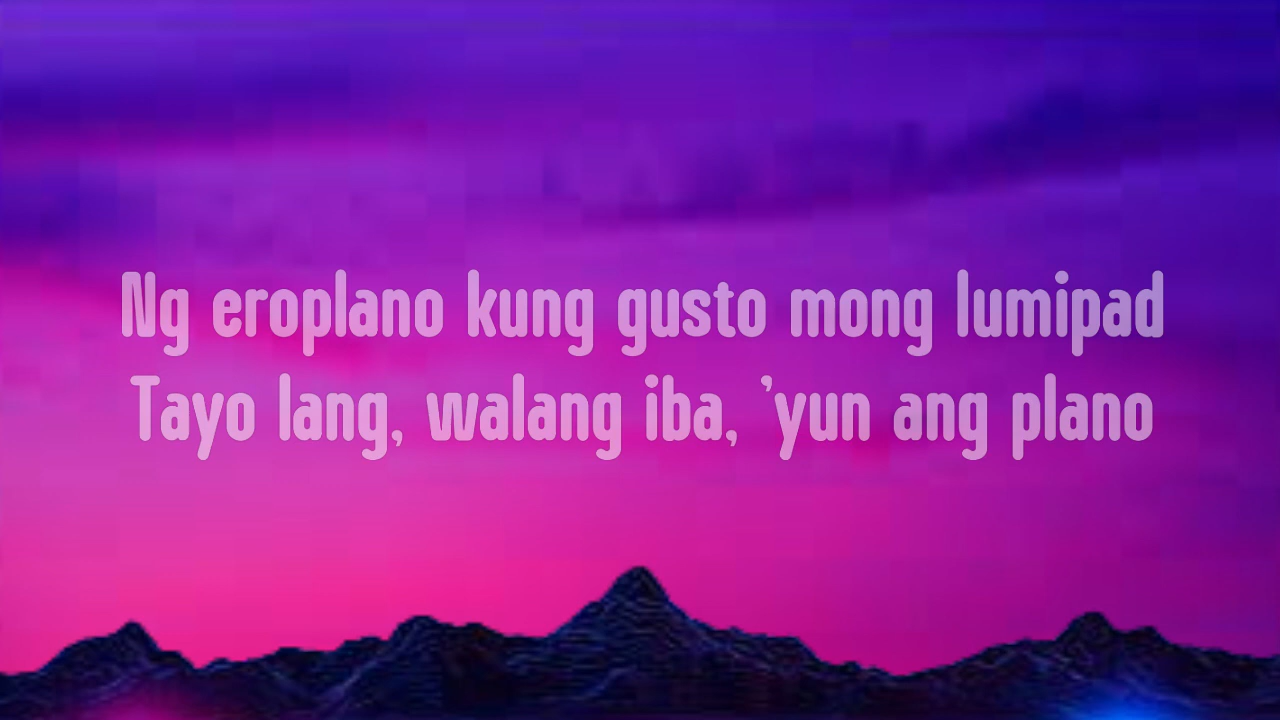 Ng eroplano kung gusto mong lumipad
Tayo lang, walang iba, 'yun ang plano